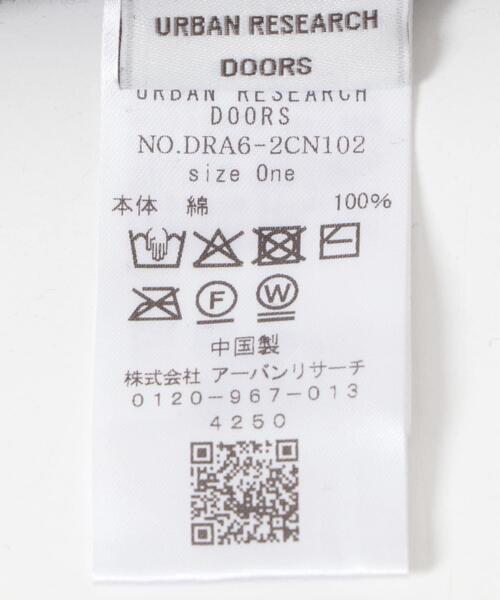 URBAN RESEARCH
DOORS
URBAN RESEARCH
DOORS
NO.DRA6-2CN102
size One
本体 綿 100%
F W
中国製
株式会社 アーバンリサーチ
0120-967-013
4250